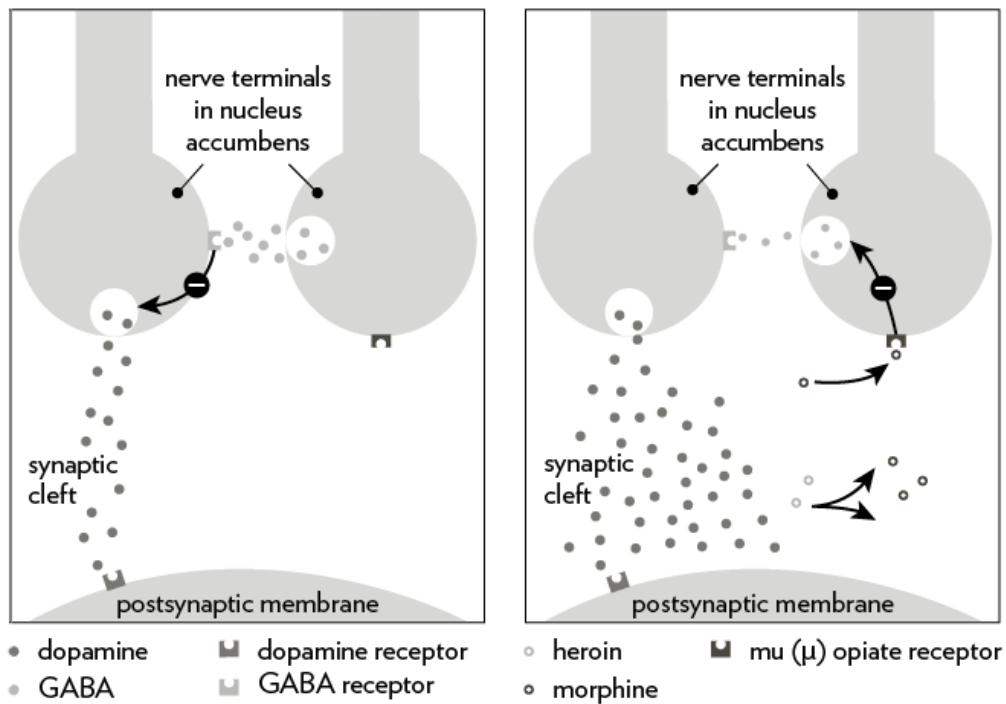 nerve terminals
in nucleus
accumbens
synaptic
cleft
postsynaptic membrane
nerve terminals
in nucleus
accumbens
synaptic
cleft
postsynaptic membrane
dopamine
GABA
dopamine receptor
GABA receptor
heroin
morphine
mu (μ) opiate receptor